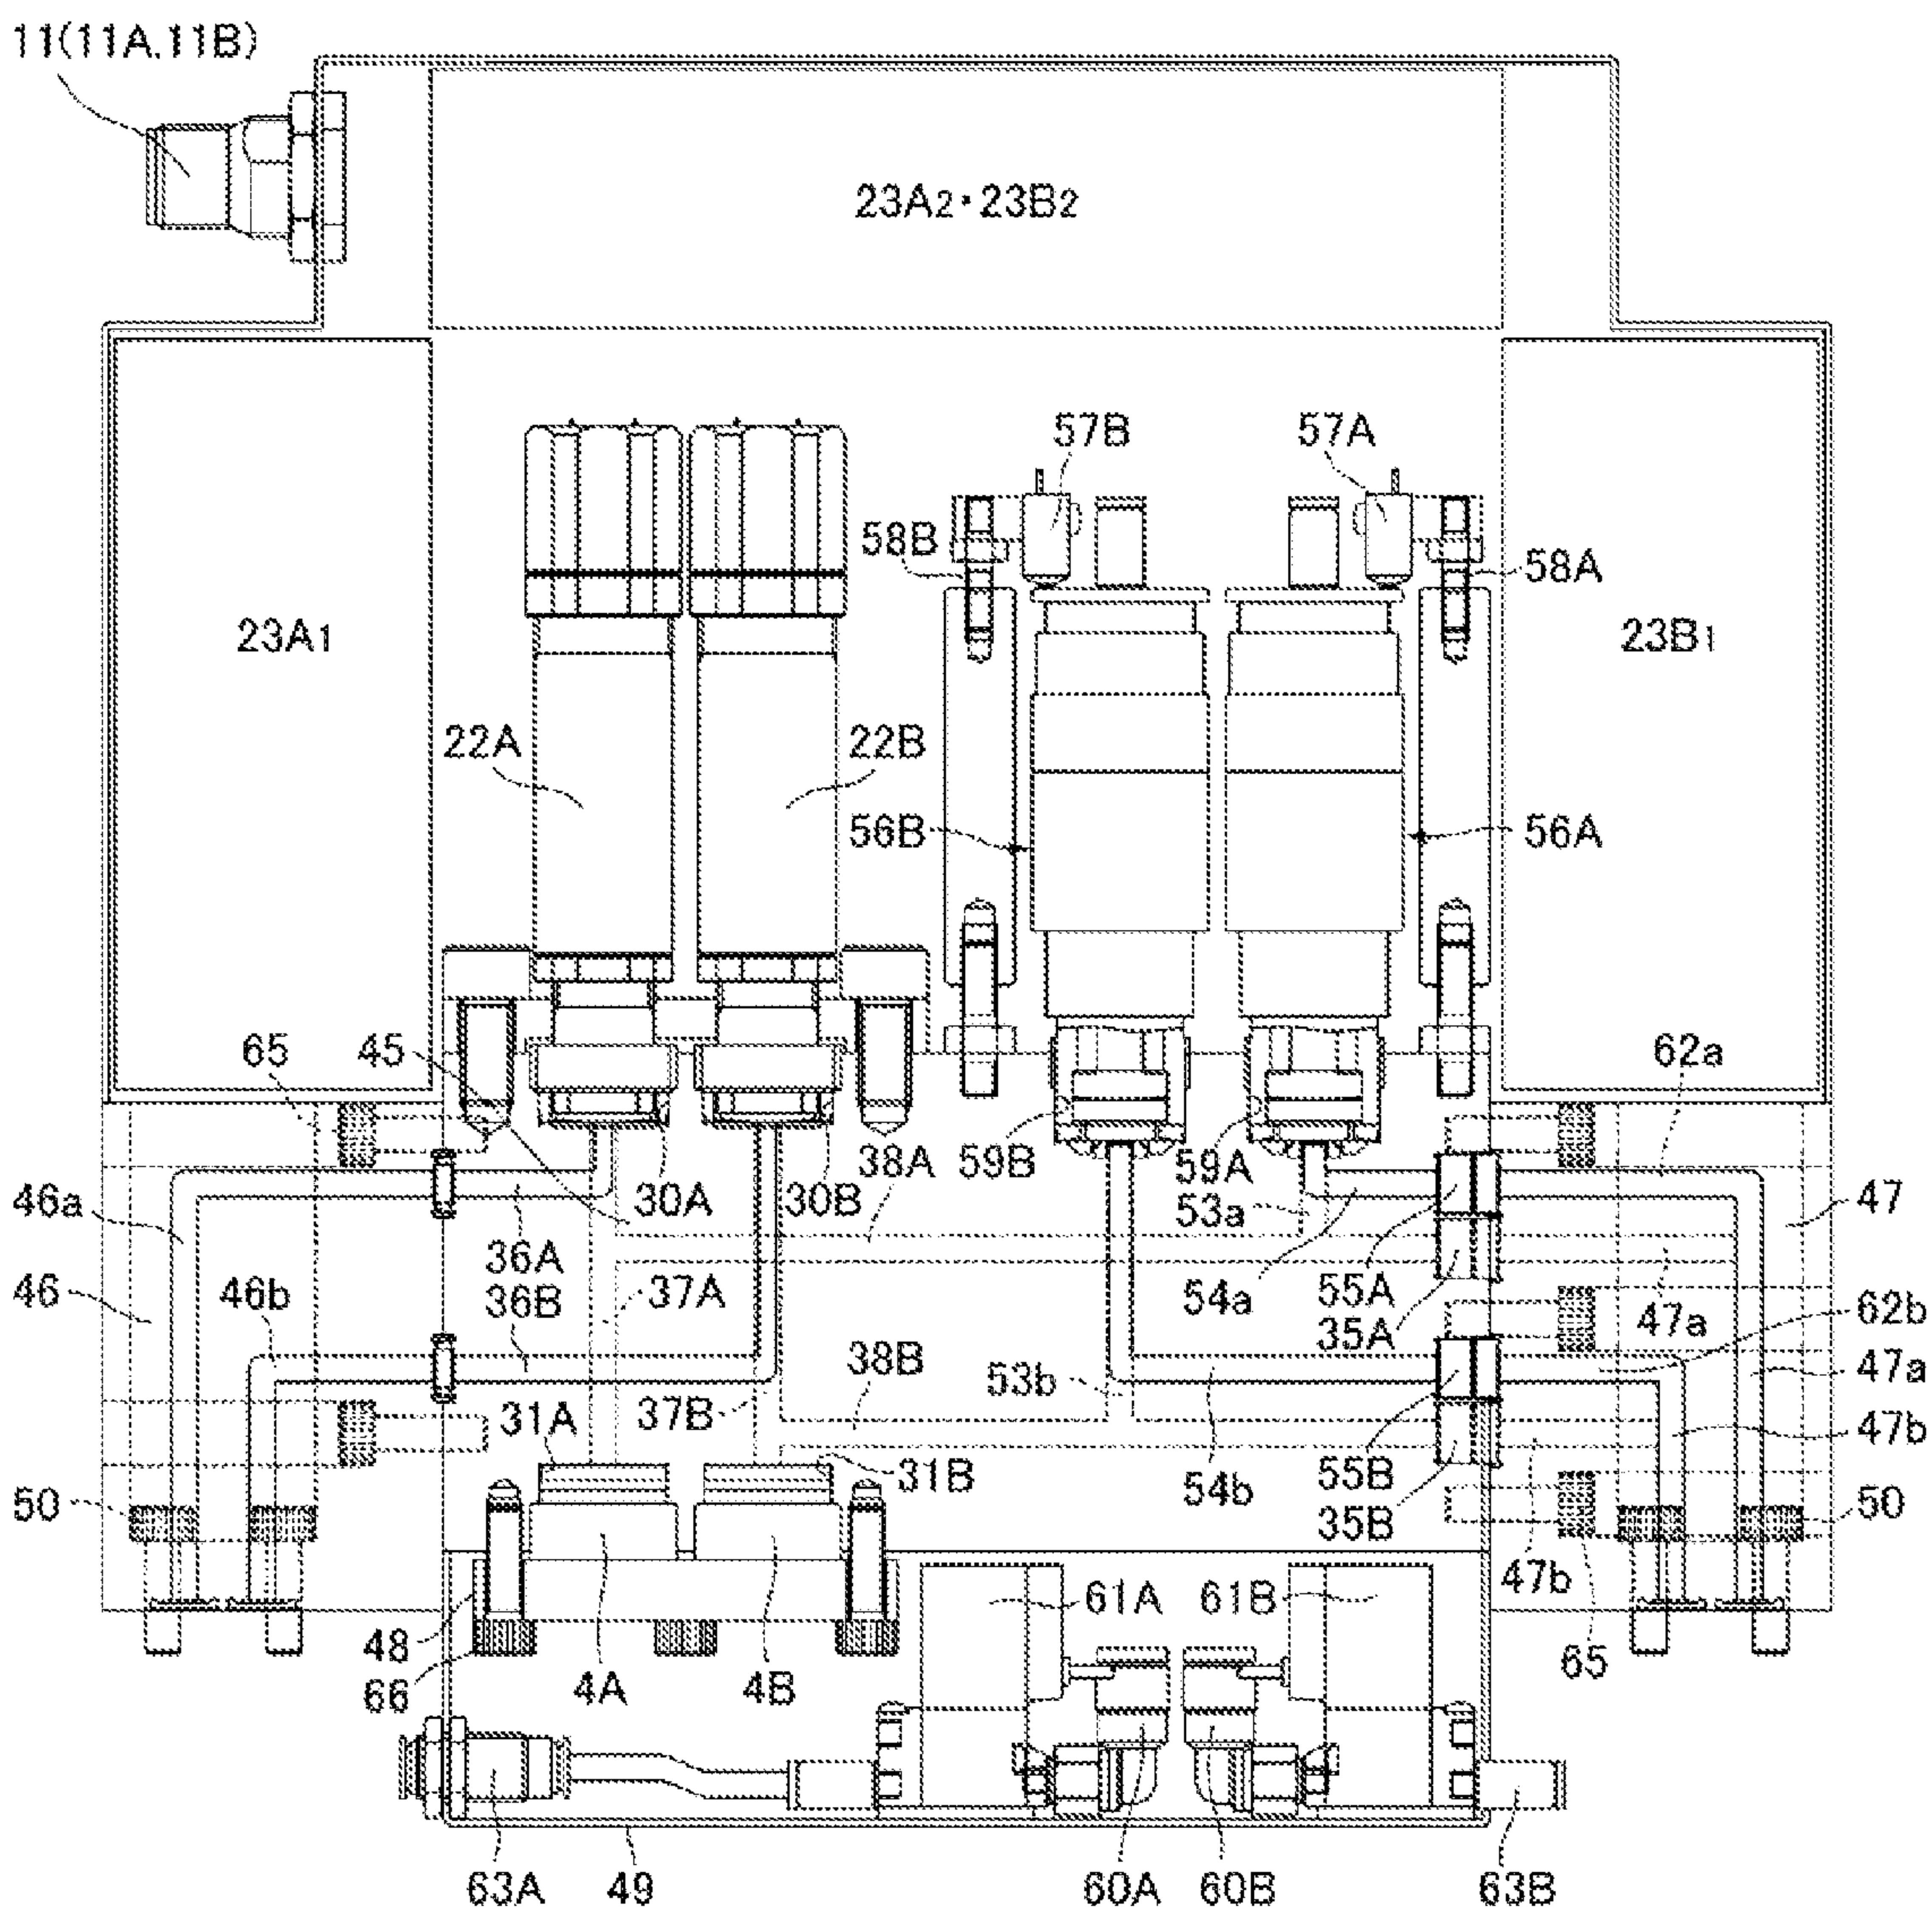 11(11A,11B)
23A2・23B2
57B 57A
58B 58A
23A1 23B1
22A 22B
56B 56A
65 45 62a
59B 59A
46a 38A 47
30A 30B 53a
36A
46 46b 36B 37A 54a 55A 47a 62b
35A
38B 53b 47a
31A 37B 47b
50 31B 54b 55B 50
35B
61A 61B 47b
48 65
66 4A 4B
63A 49 60A 60B 63B